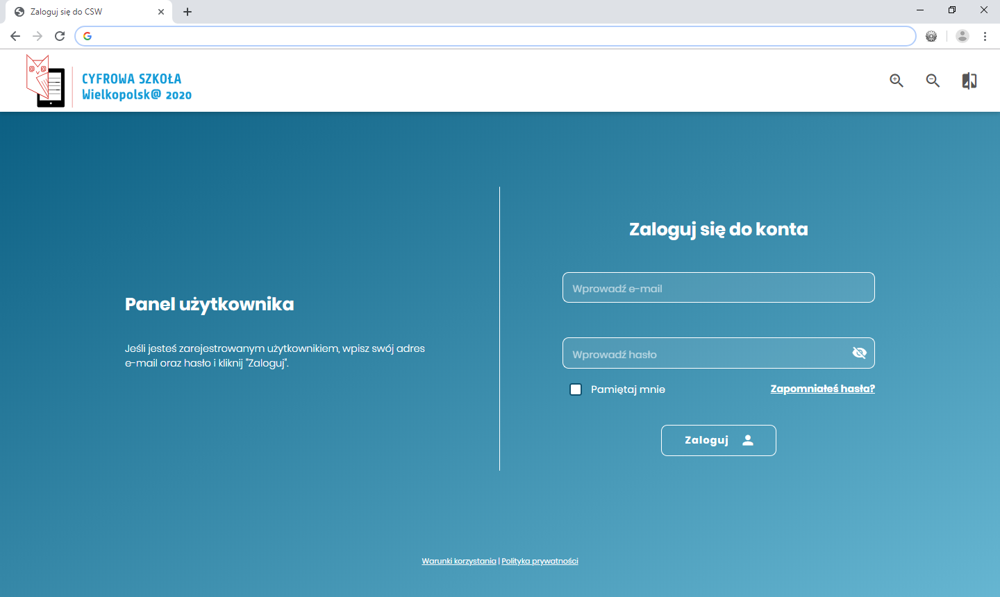 Zaloguj się do CSW
CYFROWA SZKOŁA
Wielkopolsk@ 2020
Zaloguj się do konta
Wprowadź e-mail
Panel użytkownika
Jeśli jesteś zarejestrowanym użytkownikiem, wpisz swój adres
e-mail oraz hasło i kliknij "Zaloguj".
Wprowadź hasło
Pamiętaj mnie
Zapomniałeś hasła?
Zaloguj
Warunki korzystania | Polityka prywatności